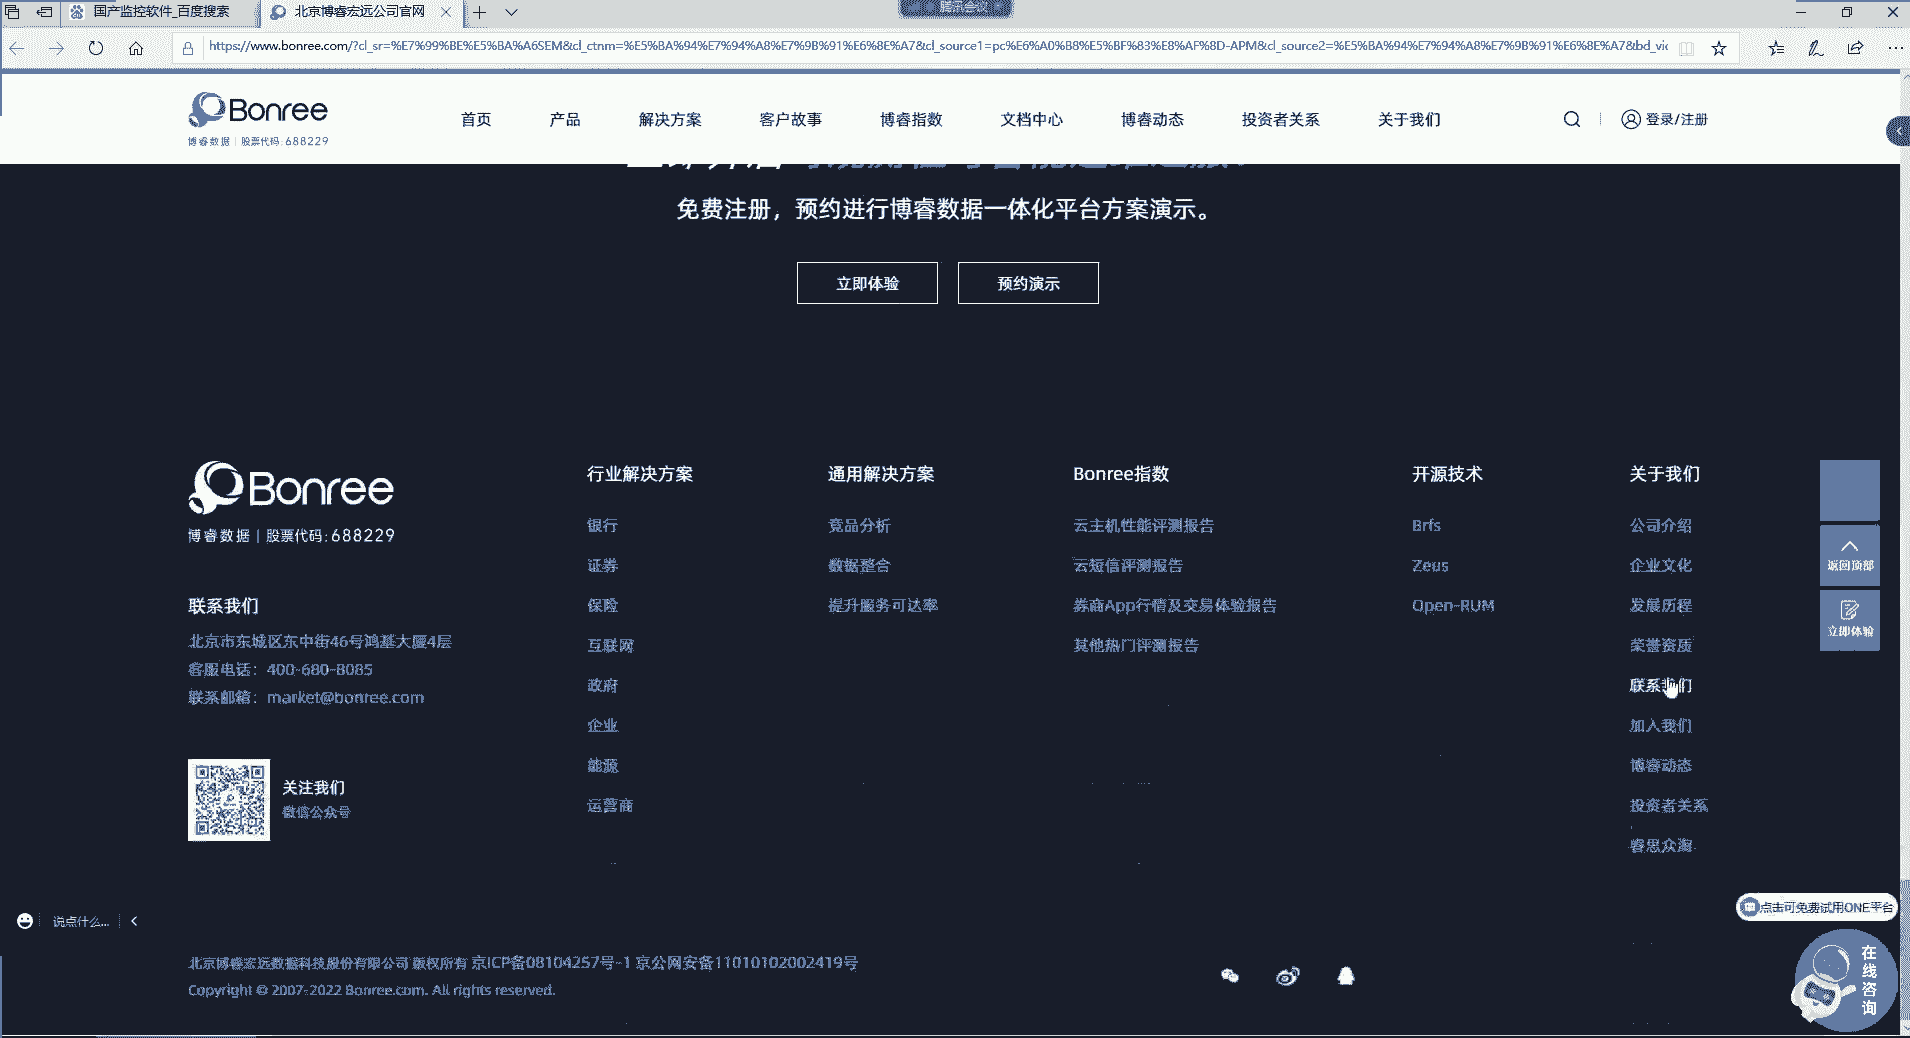 国产监控软件_百度搜索
北京博睿宏远公司官网
腾讯会议
https://www.bonree.com/?cl_sr=%E7%99%BE%E5%BA%A6SEM&cl_ctnm=%E5%BA%94%E7%94%A8%E7%9B%91%E6%8E%A7&cl_source1=pc%E6%A0%B8%E5%BF%83%E8%AF%8D-APM&cl_source2=%E5%BA%94%E7%94%A8%E7%9B%91%E6%8E%A7&bd_vic
Bonree
博睿数据 | 股票代码:688229
首页
产品
解决方案
客户故事
博睿指数
文档中心
博睿动态
投资者关系
关于我们
登录/注册
免费注册，预约进行博睿数据一体化平台方案演示。
立即体验
预约演示
Bonree
博睿数据 | 股票代码:688229
联系我们
北京市东城区东中街46号鸿基大厦4层
客服电话：400-680-8085
联系邮箱：market@bonree.com
关注我们
微信公众号
行业解决方案
银行
证券
保险
互联网
政府
企业
能源
运营商
通用解决方案
竞品分析
数据整合
提升服务可达率
Bonree指数
云主机性能评测报告
云短信评测报告
券商App行情及交易体验报告
其他热门评测报告
开源技术
Brfs
Zeus
Open-RUM
关于我们
公司介绍
企业文化
发展历程
荣誉资质
联系我们
加入我们
博睿动态
投资者关系
睿思众测
返回顶部
立即体验
说点什么...
点击可免费试用ONE平台
在线咨询
北京博睿宏远数据科技股份有限公司 版权所有 京ICP备08104257号-1 京公网安备11010102002419号
Copyright © 2007-2022 Bonree.com. All rights reserved.